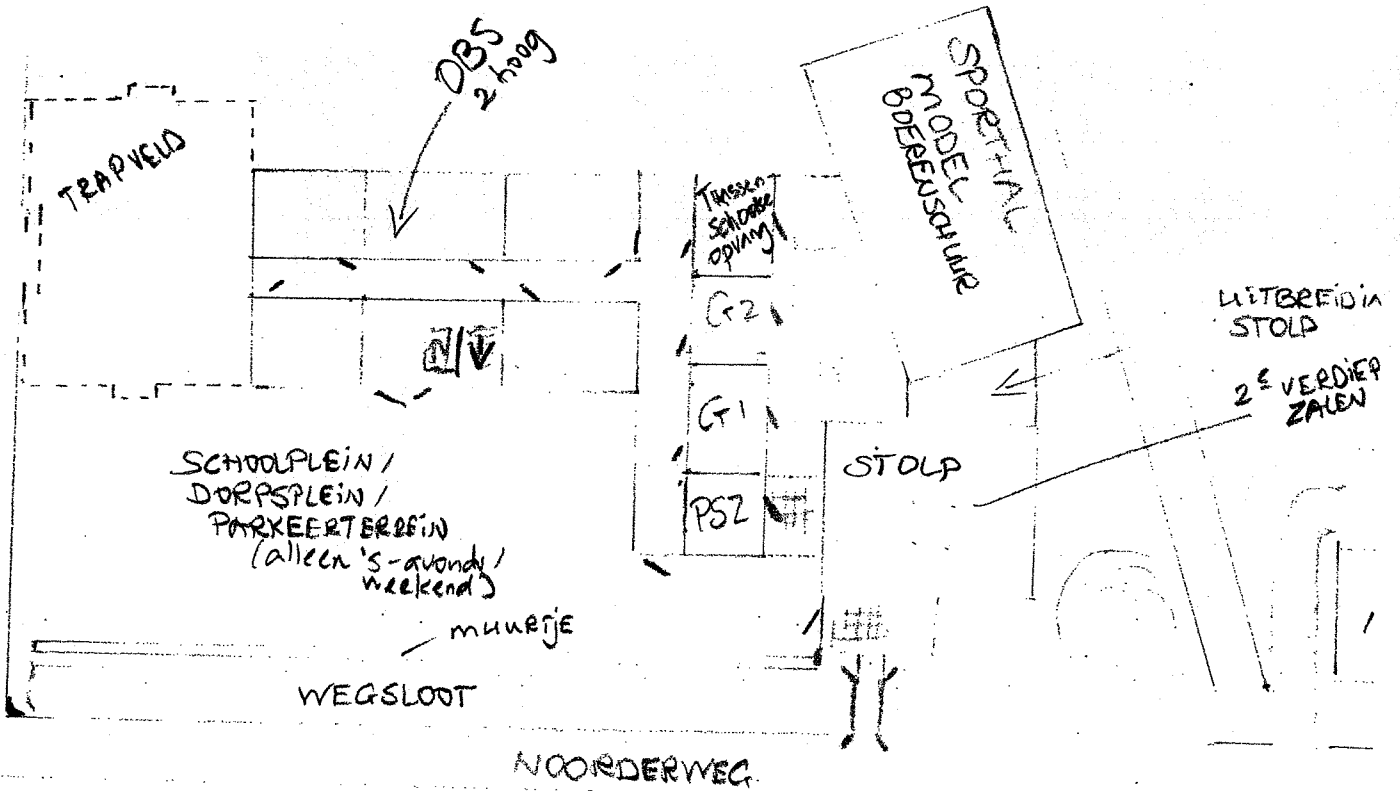 DBS
2 hoog
TRAPVELD
SPORTHAL
MODEL
BOERENSCHUUR
Tussen
Schoolse
opvang
G2
G1
PSZ
UITBREIDIN
STOLP
2E VERDIEP
ZALEN
STOLP
SCHOOLPLEIN /
DORPSPLEIN /
PARKEERTERREIN
(alleen 's-avonds /
weekend)
muurtje
WEGSLOOT
NOORDERWEG